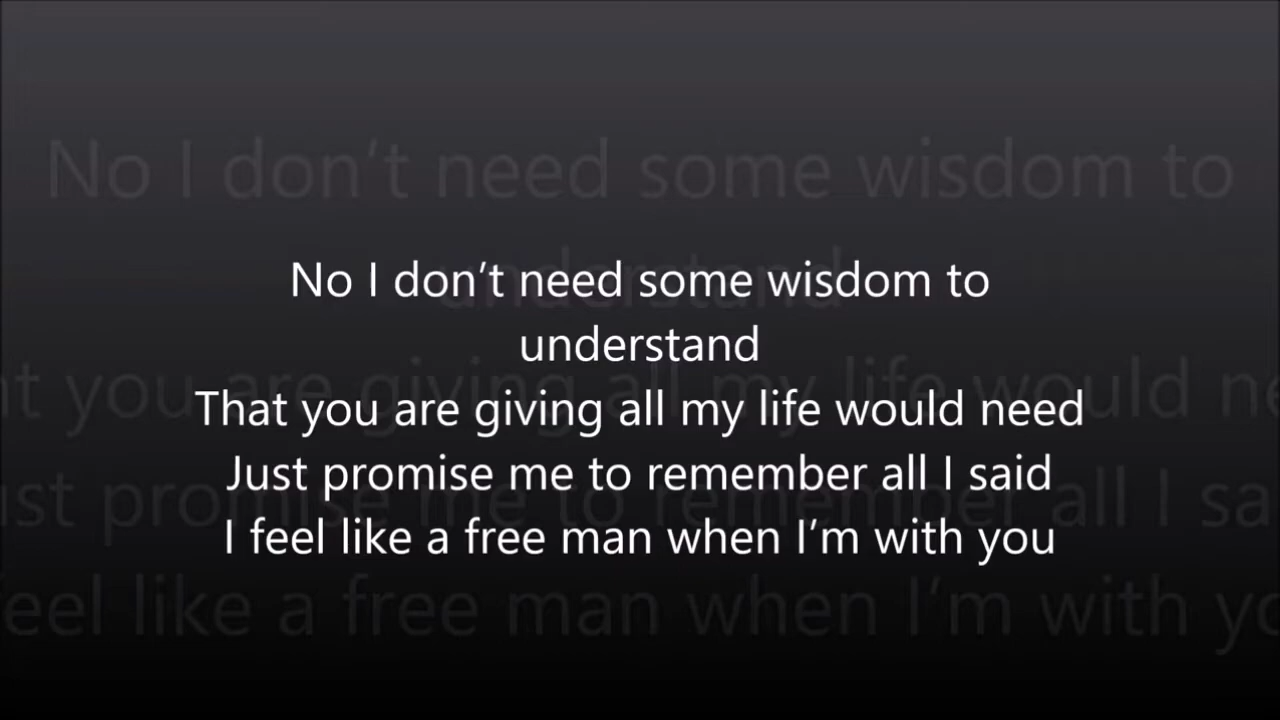 No I don’t need some wisdom to
understand
That you are giving all my life would need
Just promise me to remember all I said
I feel like a free man when I’m with you